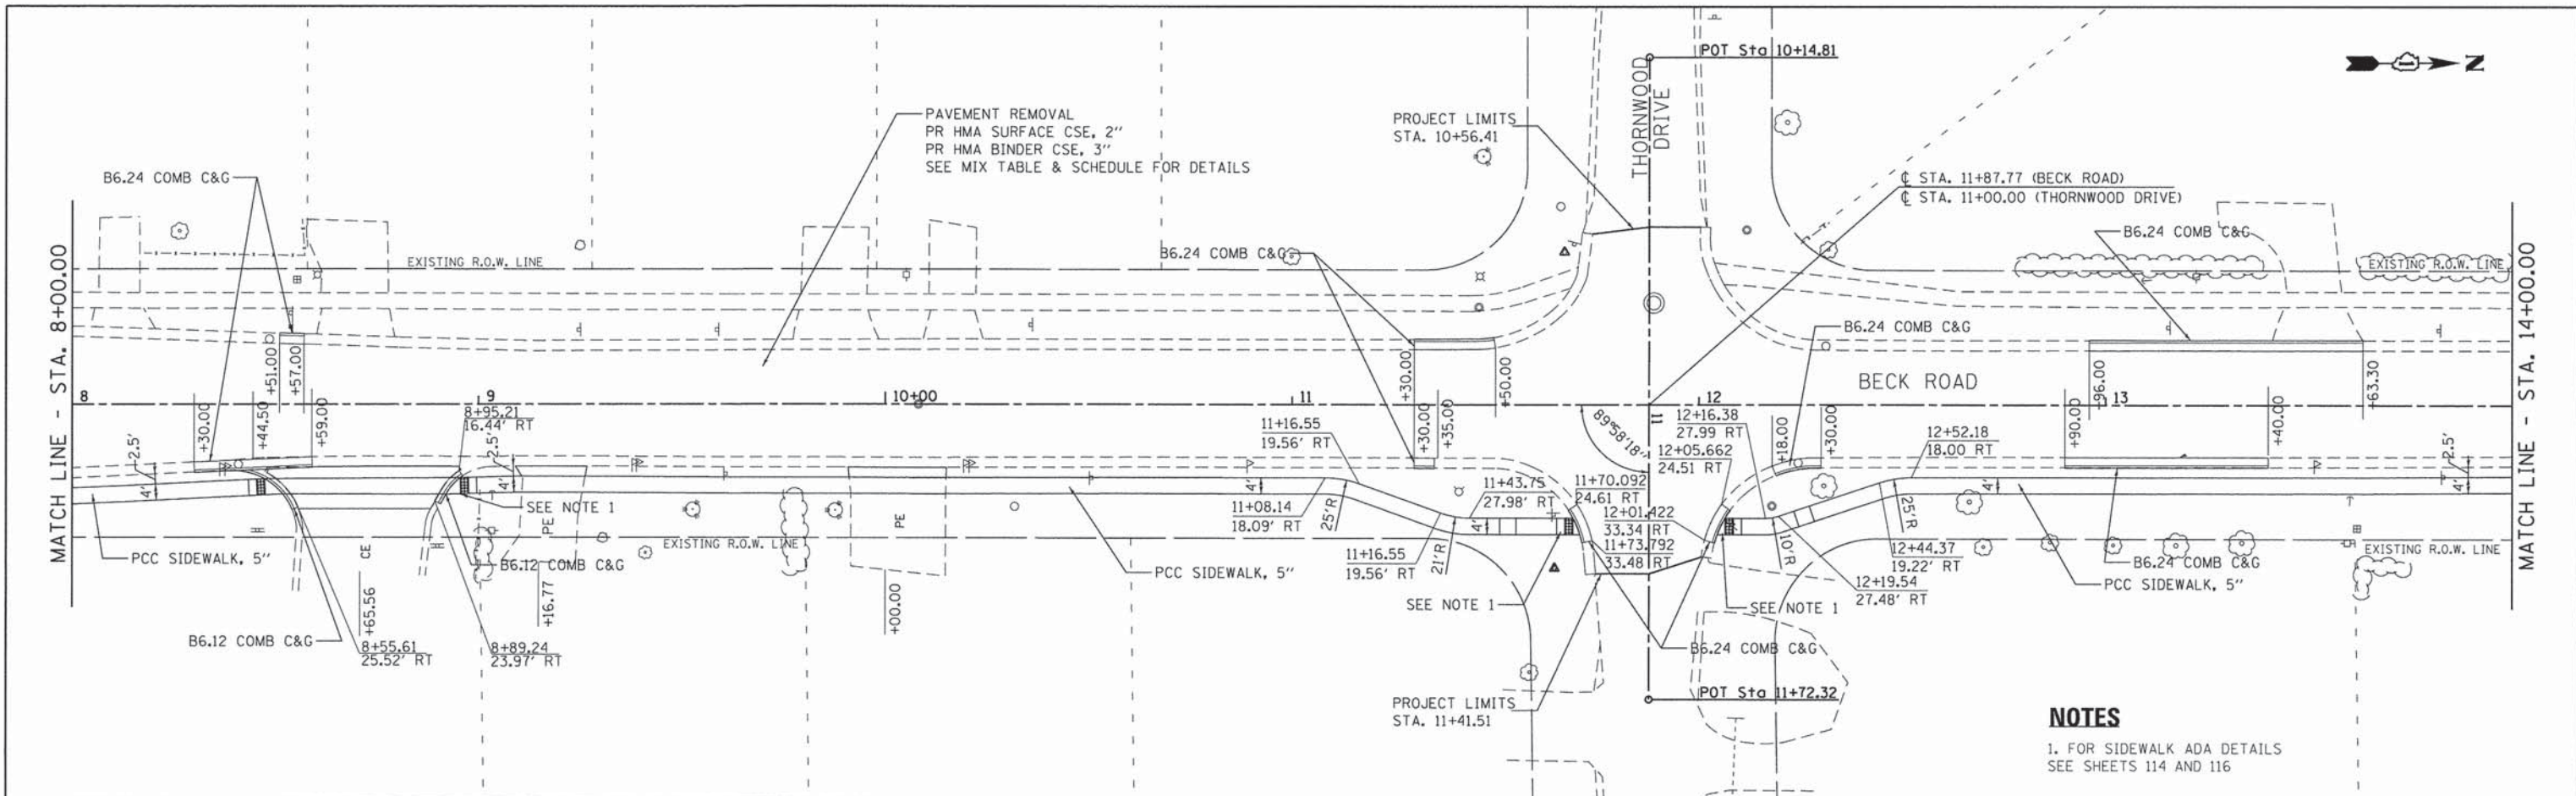 POT Sta 10+14.81
THORNWOOD
DRIVE
N
PAVEMENT REMOVAL
PR HMA SURFACE CSE, 2"
PR HMA BINDER CSE, 3"
SEE MIX TABLE & SCHEDULE FOR DETAILS
PROJECT LIMITS
STA. 10+56.41
B6.24 COMB C&G
℄ STA. 11+87.77 (BECK ROAD)
℄ STA. 11+00.00 (THORNWOOD DRIVE)
B6.24 COMB C&G
B6.24 COMB C&G
EXISTING R.O.W. LINE
EXISTING R.O.W. LINE
MATCH LINE - STA. 8+00.00
MATCH LINE - STA. 14+00.00
B6.24 COMB C&G
+51.00
+57.00
+30.00
+50.00
+96.00
+63.30
BECK ROAD
8
9
10+00
11
12
13
11
+30.00
+44.50
+59.00
8+95.21
16.44' RT
2.5'
4'
2.5'
4'
4'
11+16.55
19.56' RT
+30.00
+35.00
89°58'18"
12+16.38
27.99 RT
12+05.662
24.51 RT
+18.00
+30.00
12+52.18
18.00 RT
+90.00
+40.00
2.5'
4'
4'
SEE NOTE 1
11+08.14
18.09' RT
25'R
11+43.75
27.98' RT
4'
11+70.092
24.61 RT
12+01.422
33.34 RT
11+73.792
33.48 RT
25'R
PCC SIDEWALK, 5"
CE
PE
PE
EXISTING R.O.W. LINE
B6.12 COMB C&G
PCC SIDEWALK, 5"
11+16.55
19.56' RT
21'R
10'R
12+44.37
19.22' RT
12+19.54
27.48' RT
EXISTING R.O.W. LINE
B6.24 COMB C&G
PCC SIDEWALK, 5"
+65.56
+16.77
+00.00
SEE NOTE 1
SEE NOTE 1
B6.12 COMB C&G
8+55.61
25.52' RT
8+89.24
23.97' RT
B6.24 COMB C&G
PROJECT LIMITS
STA. 11+41.51
POT Sta 11+72.32
NOTES
1. FOR SIDEWALK ADA DETAILS
SEE SHEETS 114 AND 116